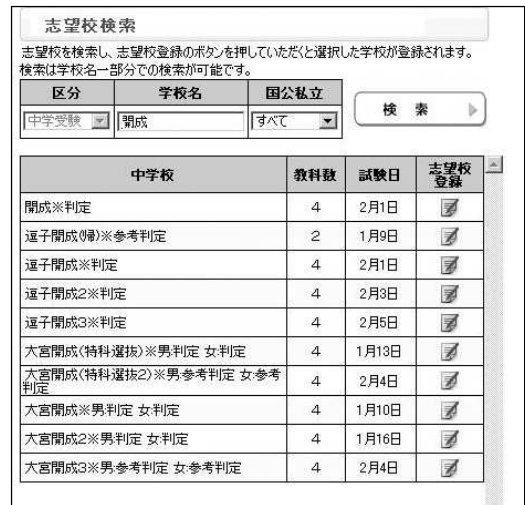 志望校検索
志望校を検索し、志望校登録のボタンを押していただくと選択した学校が登録されます。
検索は学校名一部分での検索が可能です。
区分 学校名 国公私立
中学受験 開成 すべて 検 索
中学校 教科数 試験日 志望校登録
開成※判定 4 2月1日
逗子開成(帰)※参考判定 2 1月9日
逗子開成※判定 4 2月1日
逗子開成2※判定 4 2月3日
逗子開成3※判定 4 2月5日
大宮開成(特科選抜)※男:判定 女:判定 4 1月13日
大宮開成(特科選抜2)※男:参考判定 女:参考判定 4 2月4日
大宮開成※男:判定 女:判定 4 1月10日
大宮開成2※男:判定 女:判定 4 1月16日
大宮開成3※男:参考判定 女:参考判定 4 2月4日